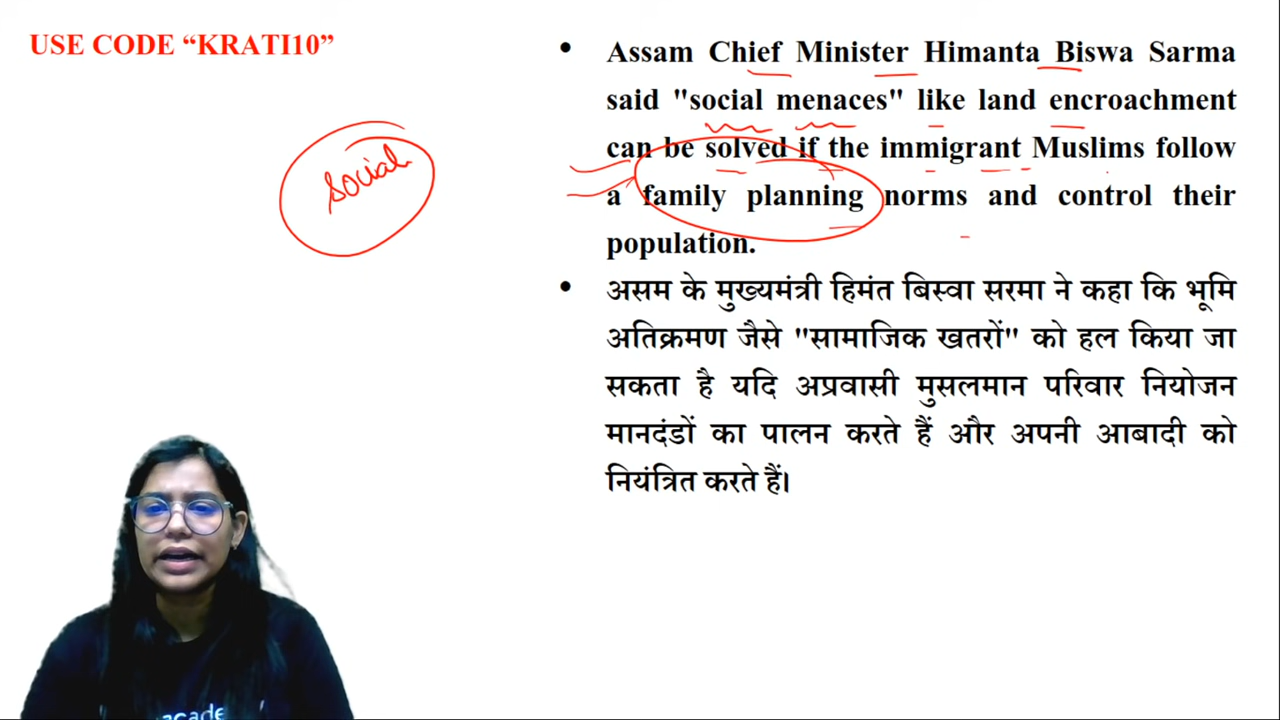 USE CODE “KRATI10”
• Assam Chief Minister Himanta Biswa Sarma
said "social menaces" like land encroachment
can be solved if the immigrant Muslims follow
a family planning norms and control their
population.
social
• असम के मुख्यमंत्री हिमंत बिस्वा सरमा ने कहा कि भूमि
अतिक्रमण जैसे "सामाजिक खतरों" को हल किया जा
सकता है यदि अप्रवासी मुसलमान परिवार नियोजन
मानदंडों का पालन करते हैं और अपनी आबादी को
नियंत्रित करते हैं।